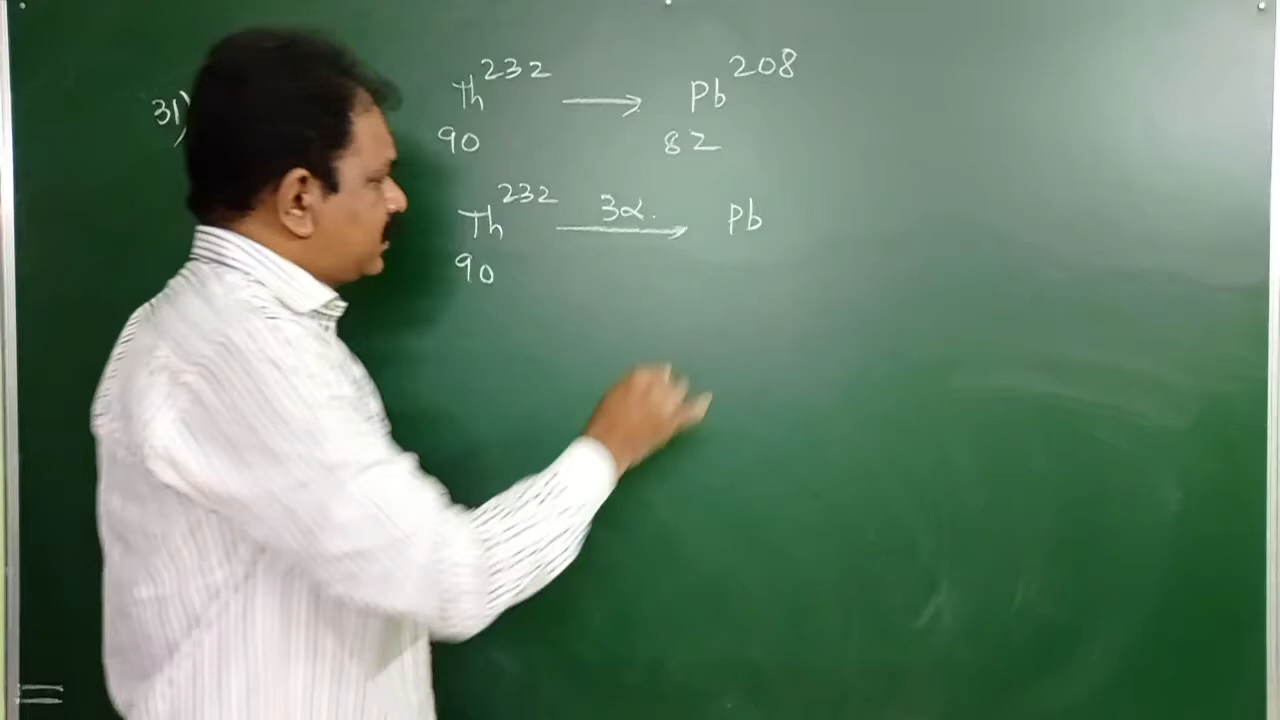 31) Th 232 → Pb 208
90 82
Th 232 3α. → Pb
90